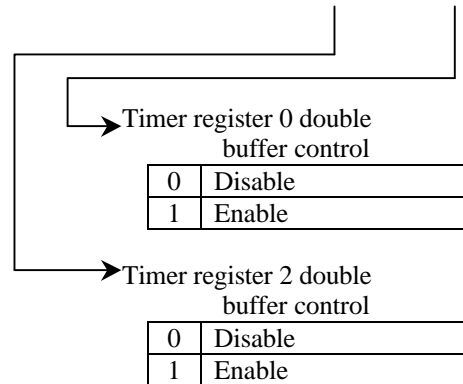 Timer register 0 double
buffer control
0 Disable
1 Enable
Timer register 2 double
buffer control
0 Disable
1 Enable